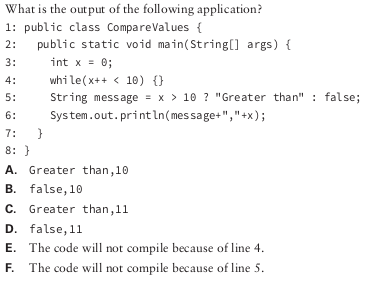 What is the output of the following application?
1: public class CompareValues {
2: public static void main(String[] args) {
3: int x = 0;
4: while(x++ < 10) {}
5: String message = x > 10 ? "Greater than" : false;
6: System.out.println(message+","+x);
7: }
8: }
A. Greater than,10
B. false,10
C. Greater than,11
D. false,11
E. The code will not compile because of line 4.
F. The code will not compile because of line 5.